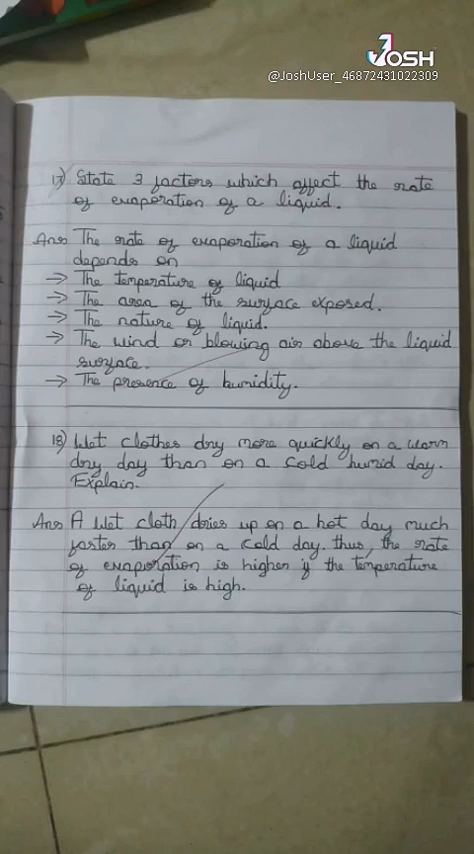 JOSH
@JoshUser_46872431022309
17) State 3 factors which affect the rate
of evaporation of a liquid.
Ans The rate of evaporation of a liquid
depends on
→ The temperature of liquid
→ The area of the surface exposed.
→ The nature of liquid.
→ The wind or blowing air above the liquid
surface.
→ The presence of humidity.
18) Wet clothes dry more quickly on a warm
dry day than on a cold humid day.
Explain.
Ans A wet cloth dries up on a hot day much
faster than on a cold day. thus, the rate
of evaporation is higher if the temperature
of liquid is high.